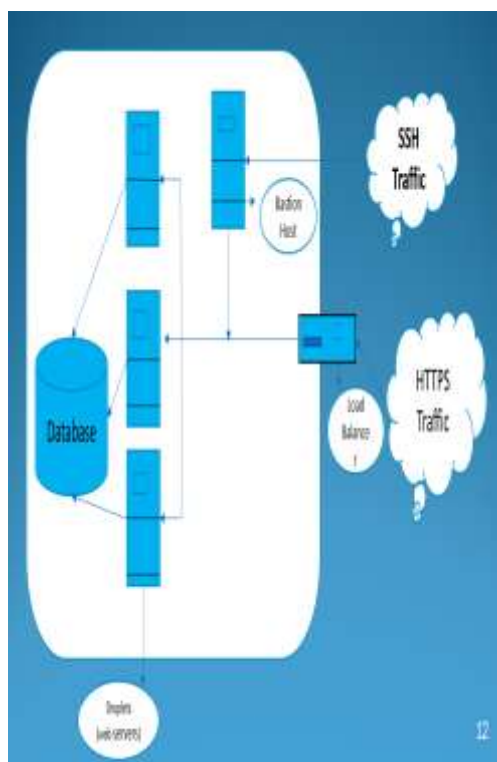 SSH
Traffic
Bastion
Host
HTTPS
Traffic
Load
Balance
r
Database
Droplets
(web servers)
12